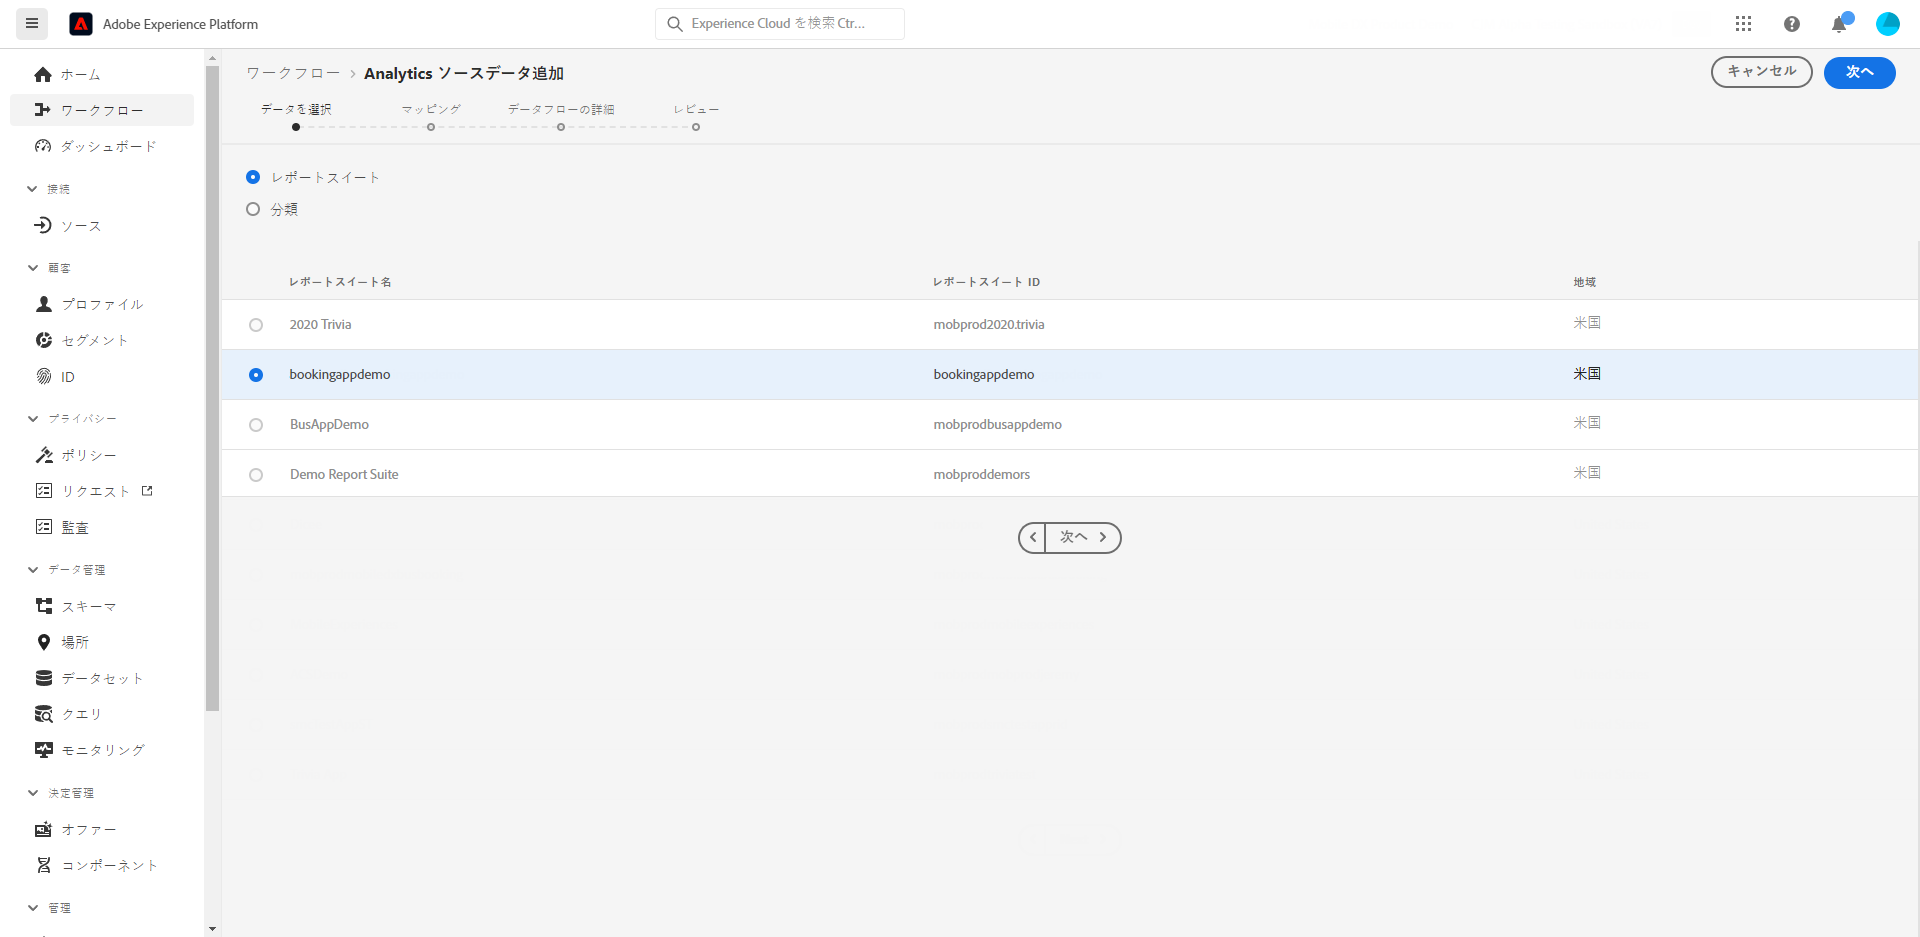 Adobe Experience Platform
Experience Cloud を検索 Ctr...
ホーム
ワークフロー
ダッシュボード
接続
ソース
顧客
プロファイル
セグメント
ID
プライバシー
ポリシー
リクエスト
監査
データ管理
スキーマ
場所
データセット
クエリ
モニタリング
決定管理
オファー
コンポーネント
管理
ワークフロー > Analytics ソースデータ追加
キャンセル 次へ
データを選択 マッピング データフローの詳細 レビュー
レポートスイート
分類
レポートスイート名 レポートスイート ID 地域
2020 Trivia mobprod2020.trivia 米国
bookingappdemo bookingappdemo 米国
BusAppDemo mobprodbusappdemo 米国
Demo Report Suite mobproddemors 米国
次へ